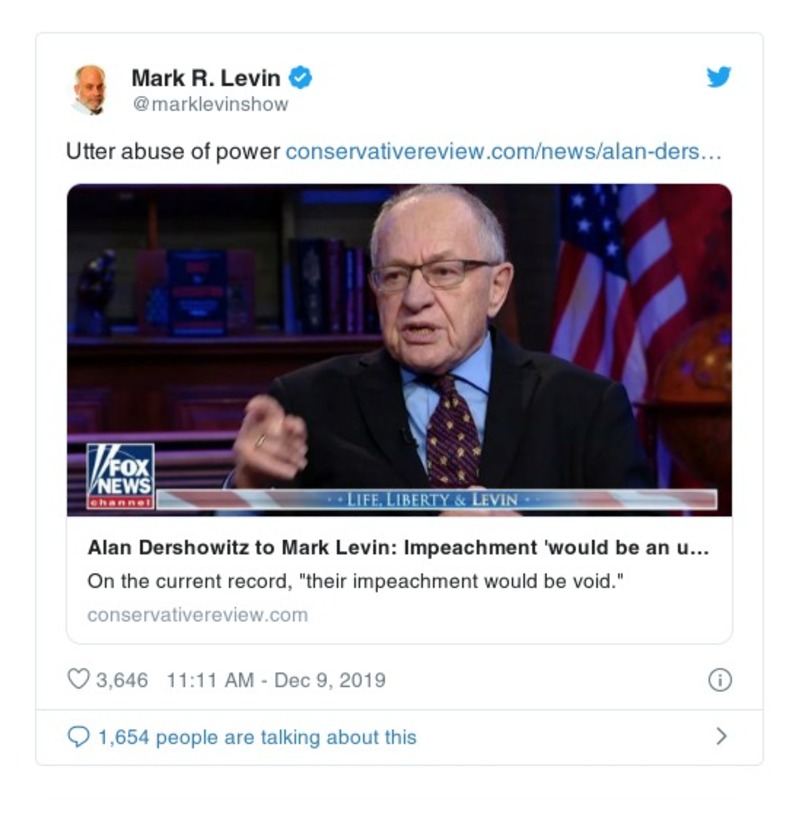 Mark R. Levin
@marklevinshow
Utter abuse of power conservativereview.com/news/alan-ders…
FOX
NEWS
channel
LIFE, LIBERTY & LEVIN
Alan Dershowitz to Mark Levin: Impeachment 'would be an u...
On the current record, "their impeachment would be void."
conservativereview.com
3,646 11:11 AM - Dec 9, 2019
1,654 people are talking about this